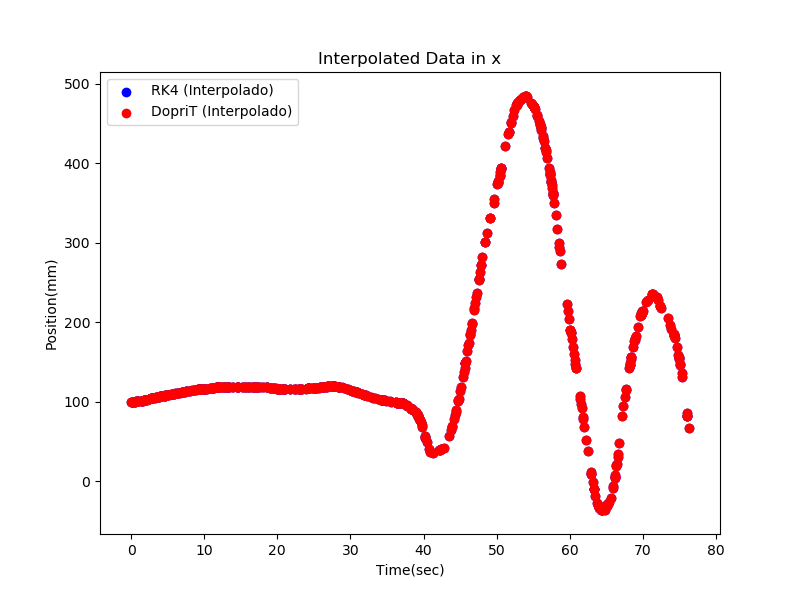 Interpolated Data in x
RK4 (Interpolado)
DopriT (Interpolado)
500
400
300
200
100
0
Position(mm)
0 10 20 30 40 50 60 70 80
Time(sec)